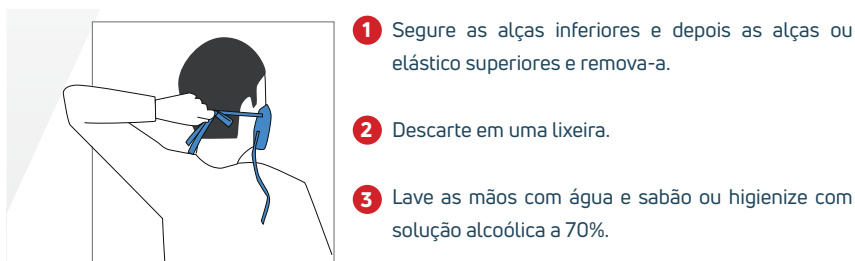 1 Segure as alças inferiores e depois as alças ou
elástico superiores e remova-a.
2 Descarte em uma lixeira.
3 Lave as mãos com água e sabão ou higienize com
solução alcoólica a 70%.